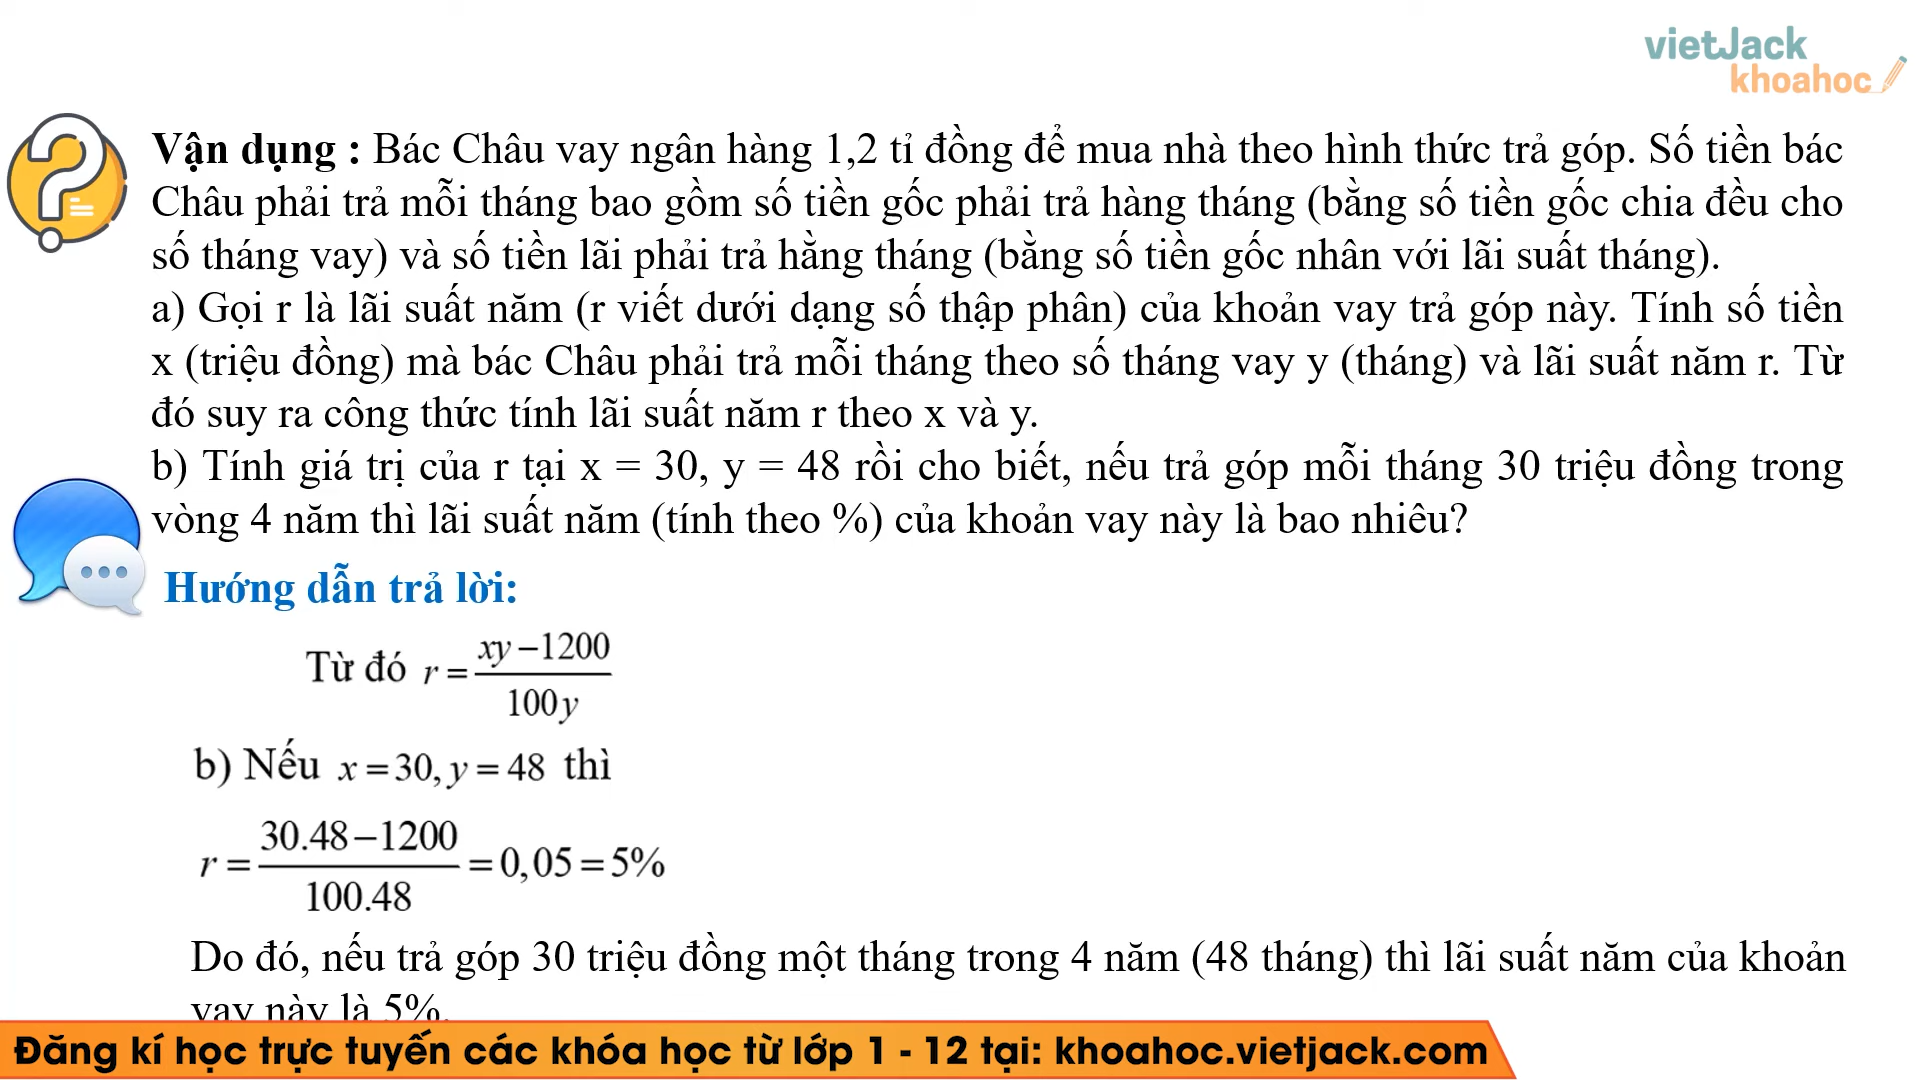 vietJack
khoahoc
Vận dụng : Bác Châu vay ngân hàng 1,2 tỉ đồng để mua nhà theo hình thức trả góp. Số tiền bác
Châu phải trả mỗi tháng bao gồm số tiền gốc phải trả hàng tháng (bằng số tiền gốc chia đều cho
số tháng vay) và số tiền lãi phải trả hằng tháng (bằng số tiền gốc nhân với lãi suất tháng).
a) Gọi r là lãi suất năm (r viết dưới dạng số thập phân) của khoản vay trả góp này. Tính số tiền
x (triệu đồng) mà bác Châu phải trả mỗi tháng theo số tháng vay y (tháng) và lãi suất năm r. Từ
đó suy ra công thức tính lãi suất năm r theo x và y.
b) Tính giá trị của r tại x = 30, y = 48 rồi cho biết, nếu trả góp mỗi tháng 30 triệu đồng trong
vòng 4 năm thì lãi suất năm (tính theo %) của khoản vay này là bao nhiêu?
Hướng dẫn trả lời:
Từ đó r = (xy – 1200)/(100y)
b) Nếu x = 30, y = 48 thì
r = (30.48 – 1200)/(100.48) = 0,05 = 5%
Do đó, nếu trả góp 30 triệu đồng một tháng trong 4 năm (48 tháng) thì lãi suất năm của khoản
vay này là 5%.
Đăng kí học trực tuyến các khóa học từ lớp 1 - 12 tại: khoahoc.vietjack.com